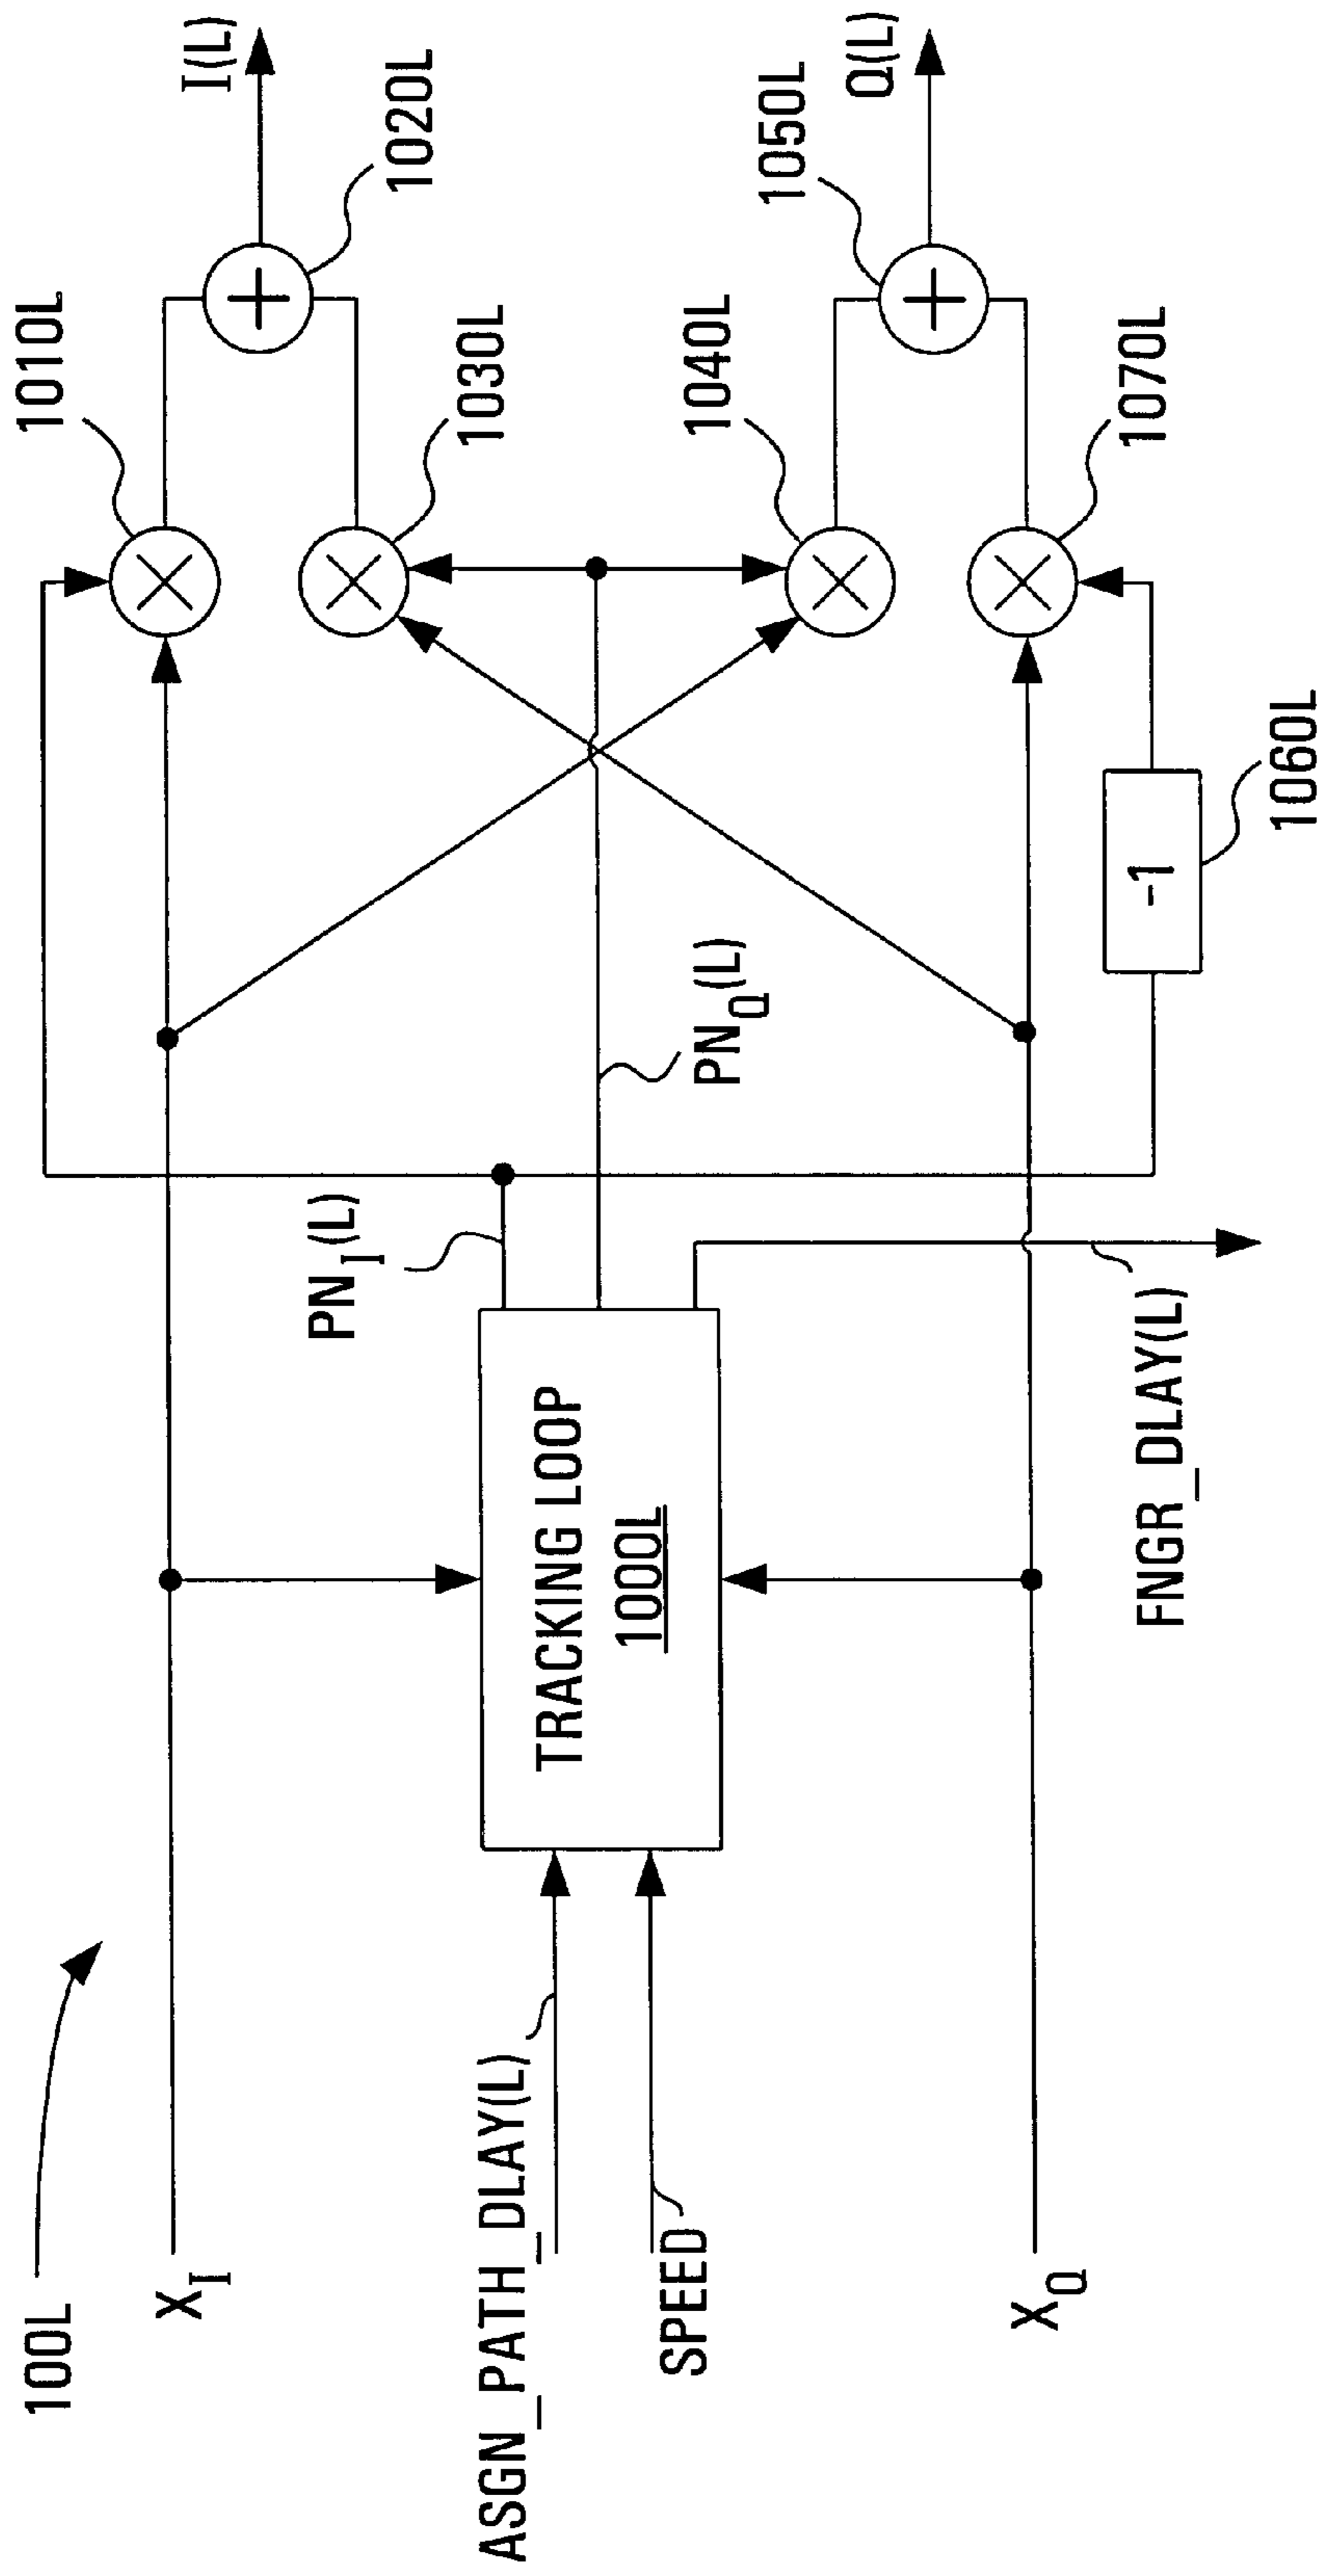 100L
X_I
ASGN_PATH_DLAY(L)
SPEED
X_Q
TRACKING LOOP
1000L
PN_I(L)
PN_Q(L)
FNGR_DLAY(L)
-1
1060L
1010L
1030L
1040L
1070L
+
1020L
+
1050L
I(L)
Q(L)